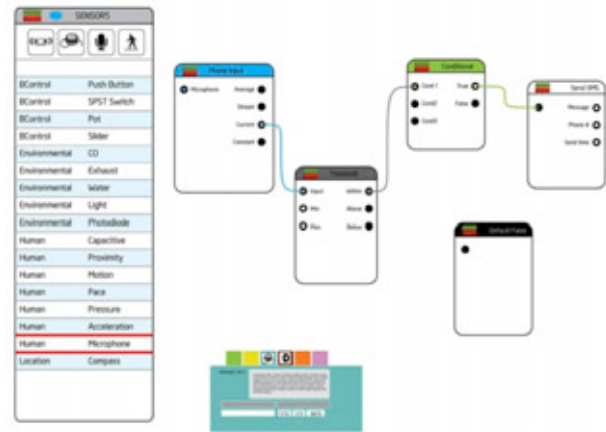 SENSORS
BControl Push Button
BControl SPST Switch
BControl Pot
BControl Slider
Environmental CO
Environmental Exhaust
Environmental Water
Environmental Light
Environmental Photodiode
Human Capacitive
Human Proximity
Human Motion
Human Pace
Human Pressure
Human Acceleration
Human Microphone
Location Compass
Phone Input
Microphone Average
Stream
Current
Constant
Threshold
Input Within
Min Above
Max Below
Conditional
Cond 1 True
Cond2 False
Cond3
Send SMS
Message
Phone #
Send time
Default False